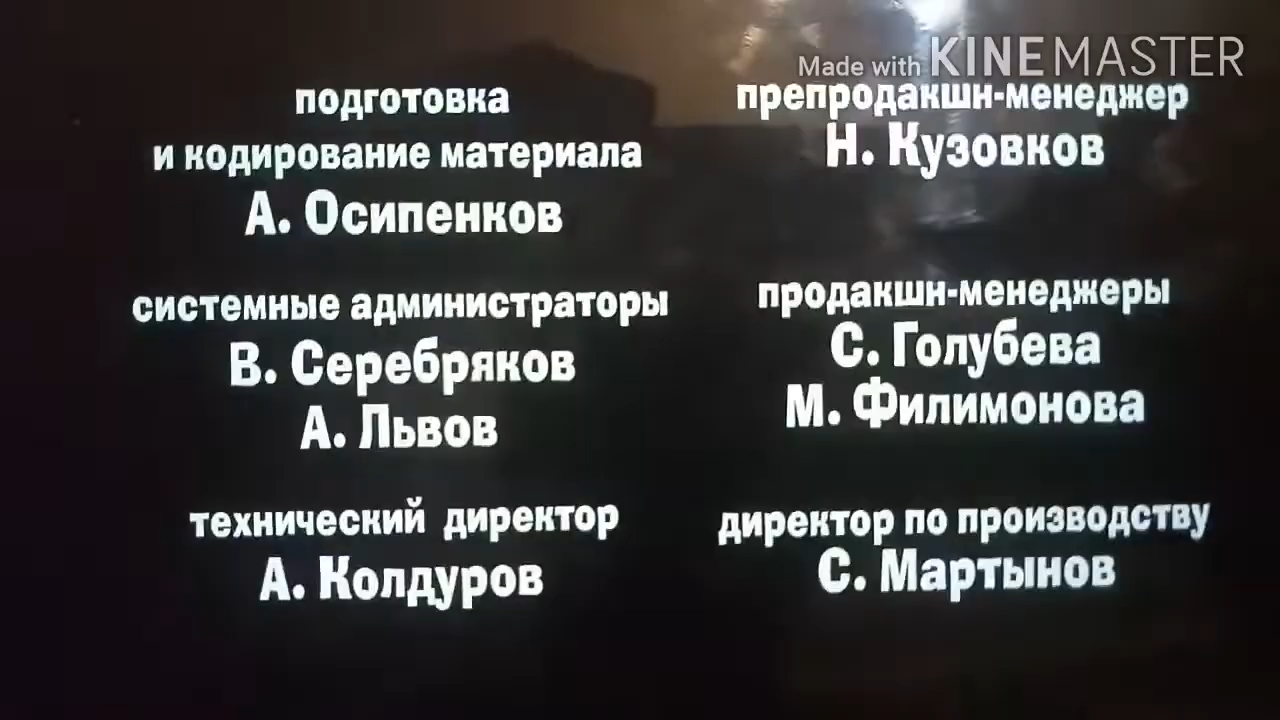 Made with KINEMASTER
подготовка
и кодирование материала
А. Осипенков
системные администраторы
В. Серебряков
А. Львов
технический директор
А. Колдуров
препродакшн-менеджер
Н. Кузовков
продакшн-менеджеры
С. Голубева
М. Филимонова
директор по производству
С. Мартынов